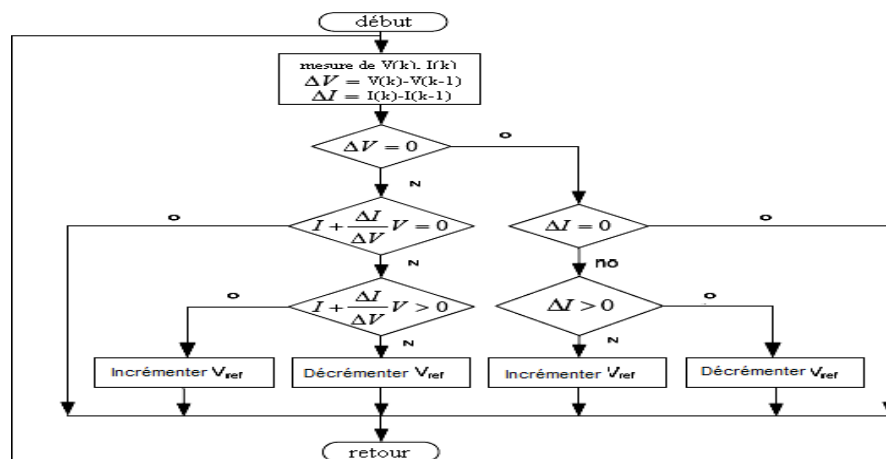 début
mesure de V(k), I(k)
ΔV = V(k)-V(k-1)
ΔI = I(k)-I(k-1)
ΔV = 0
o
N
I + ΔI/ΔV V = 0
o
ΔI = 0
o
N
no
I + ΔI/ΔV V > 0
o
ΔI > 0
o
N
N
Incrémenter Vref
Décrémenter Vref
Incrémenter Vref
Décrémenter Vref
retour